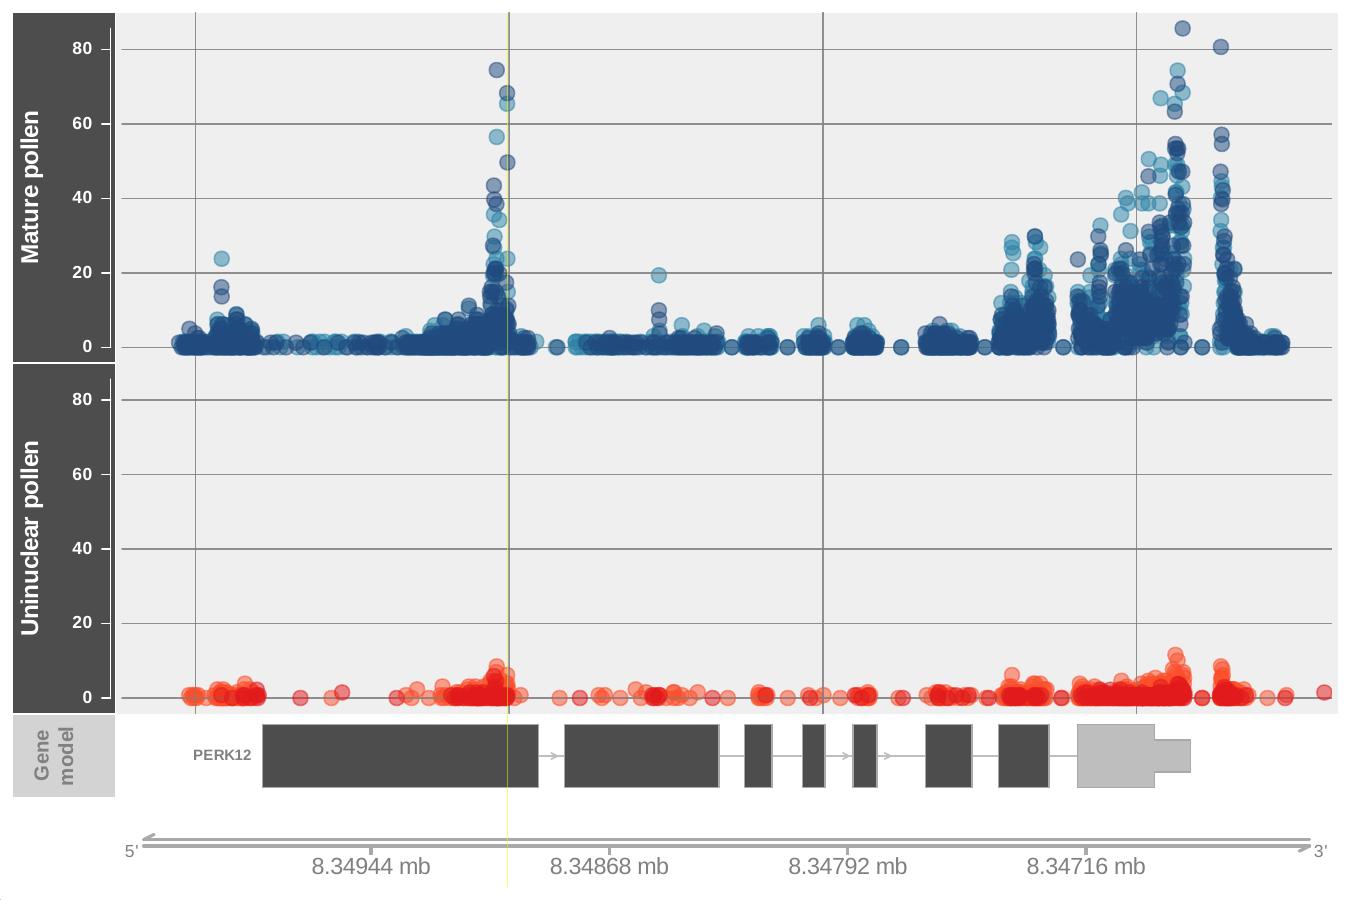 Mature pollen
80
60
40
20
0
Uninuclear pollen
80
60
40
20
0
Gene
model
PERK12
5'
3'
8.34944 mb
8.34868 mb
8.34792 mb
8.34716 mb